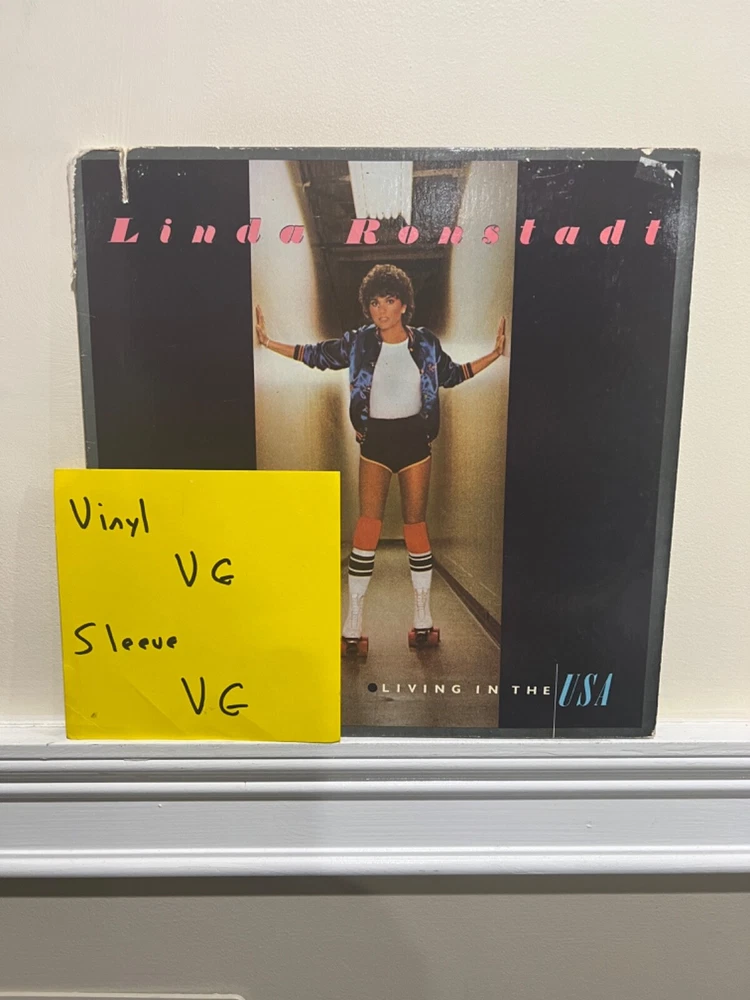 Linda Ronstadt
Vinyl
VG
Sleeve
VG
LIVING IN THE USA